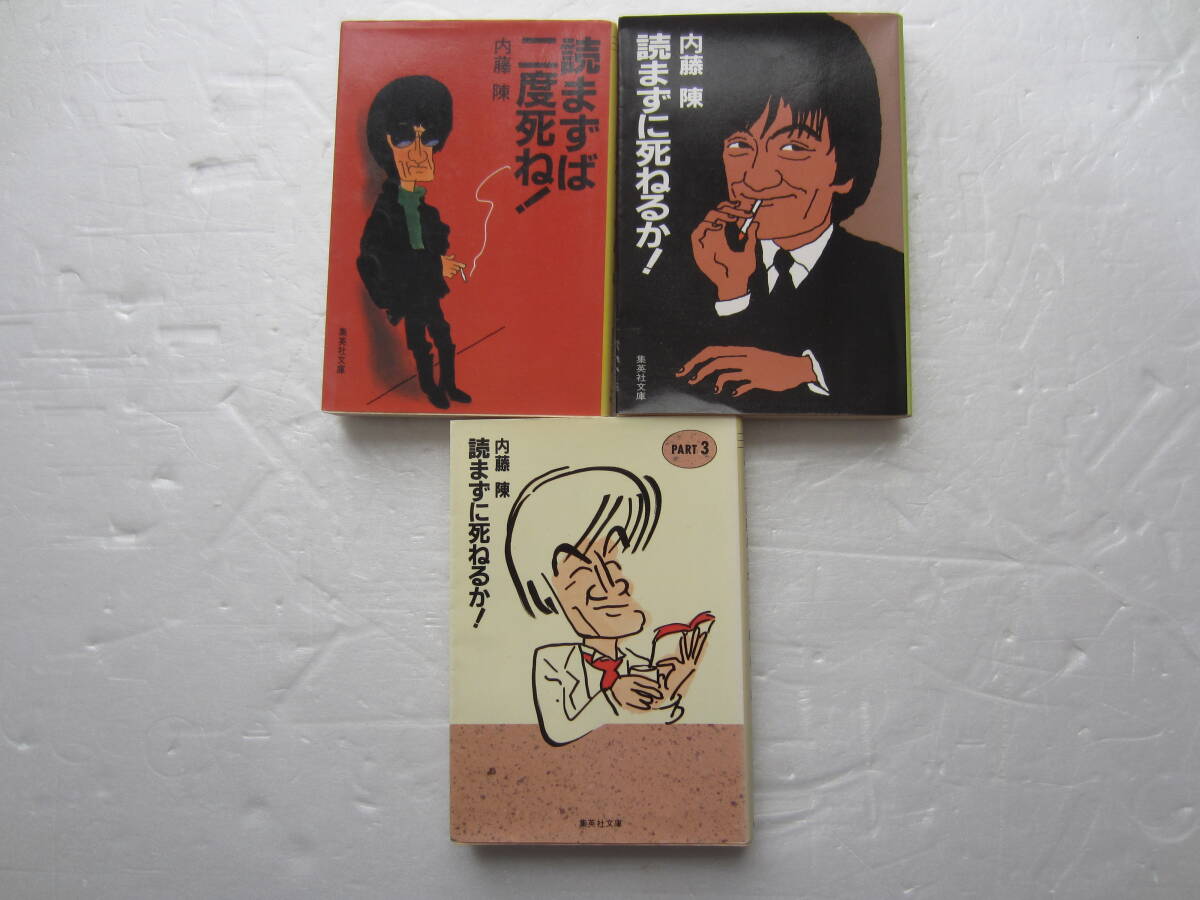 読まずば
二度死ね!
内藤 陳
集英社文庫
内藤 陳
読まずに死ねるか!
集英社文庫
PART 3
内藤 陳
読まずに死ねるか!
集英社文庫